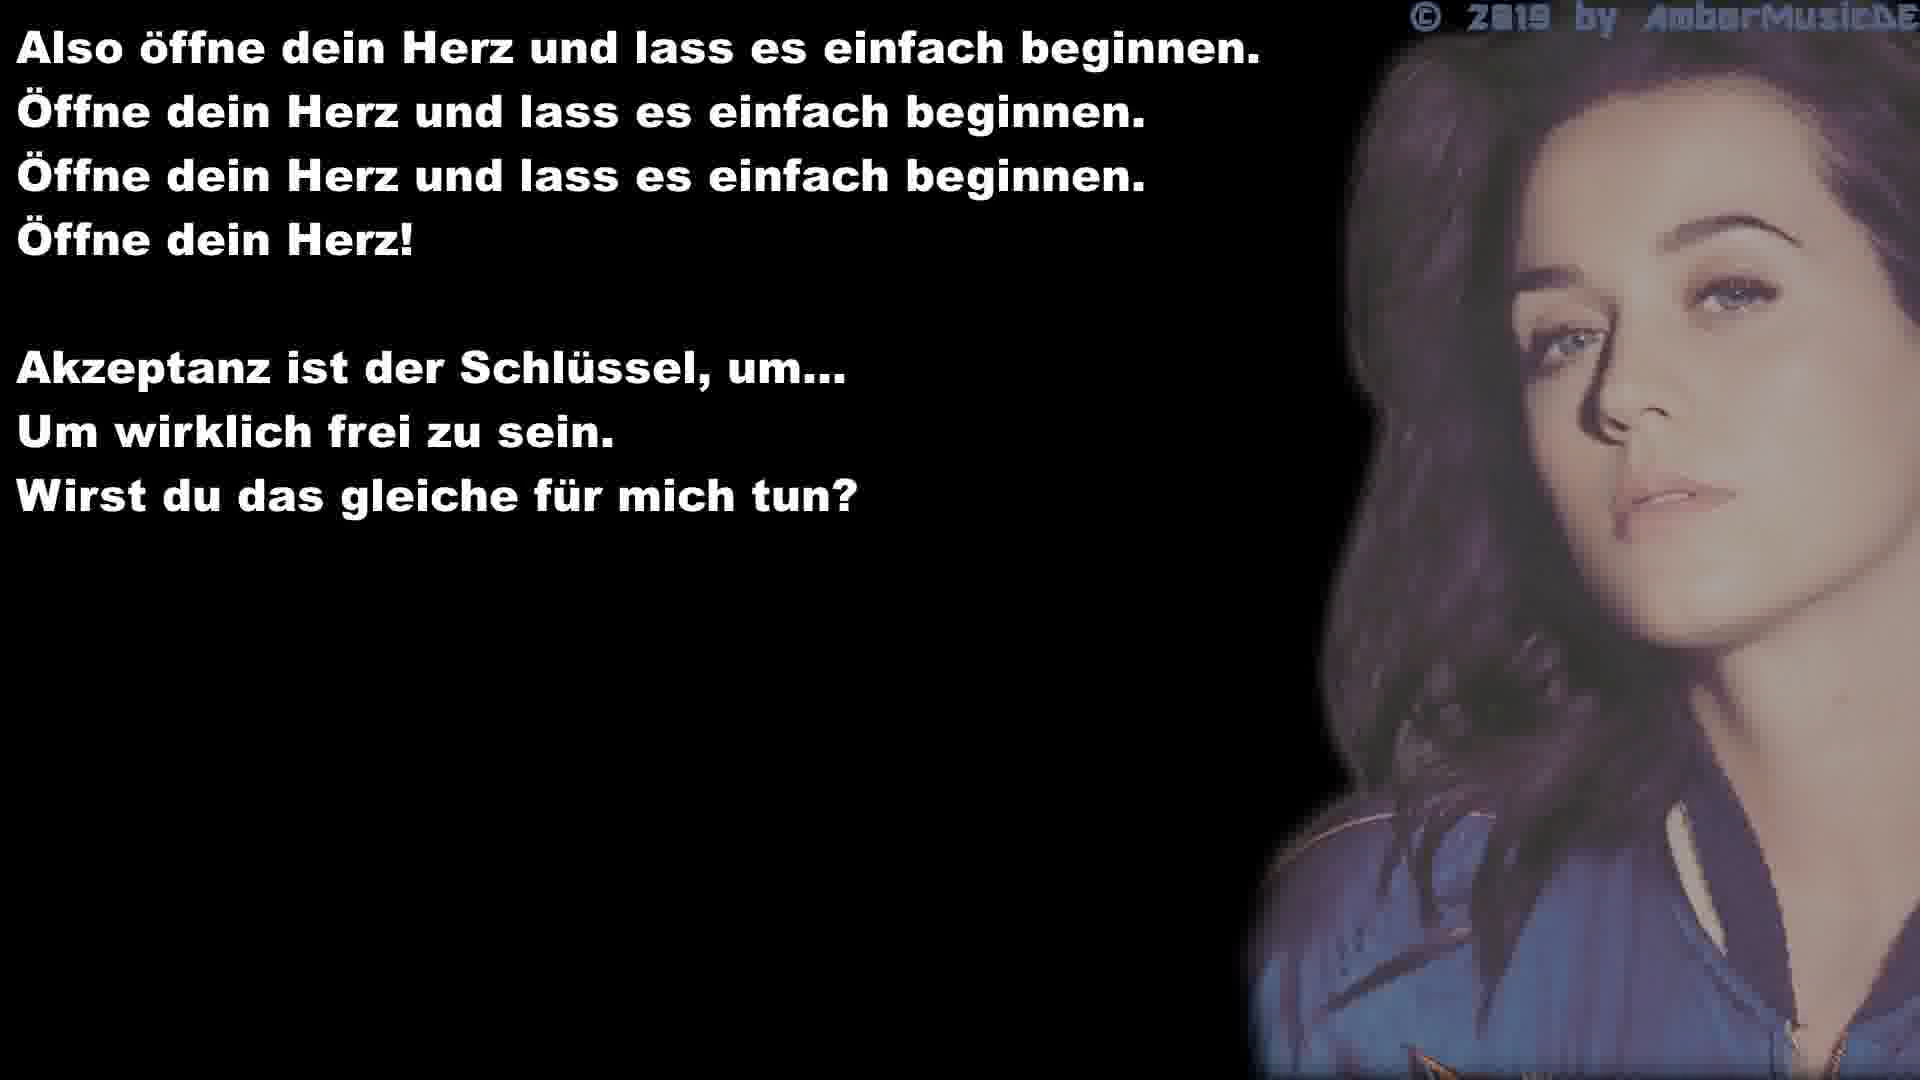 © 2019 by AmberMusicDE
Also öffne dein Herz und lass es einfach beginnen.
Öffne dein Herz und lass es einfach beginnen.
Öffne dein Herz und lass es einfach beginnen.
Öffne dein Herz!
Akzeptanz ist der Schlüssel, um...
Um wirklich frei zu sein.
Wirst du das gleiche für mich tun?